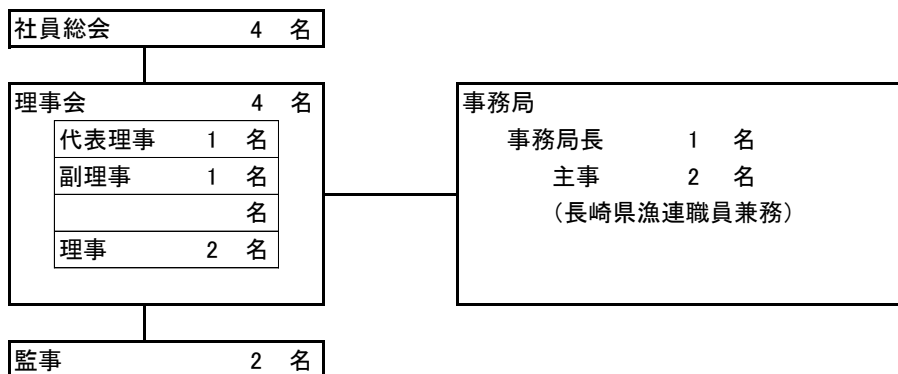 社員総会 4 名
理事会 4 名
代表理事 1 名
副理事 1 名
名
理事 2 名
監事 2 名
事務局
事務局長 1 名
主事 2 名
（長崎県漁連職員兼務）